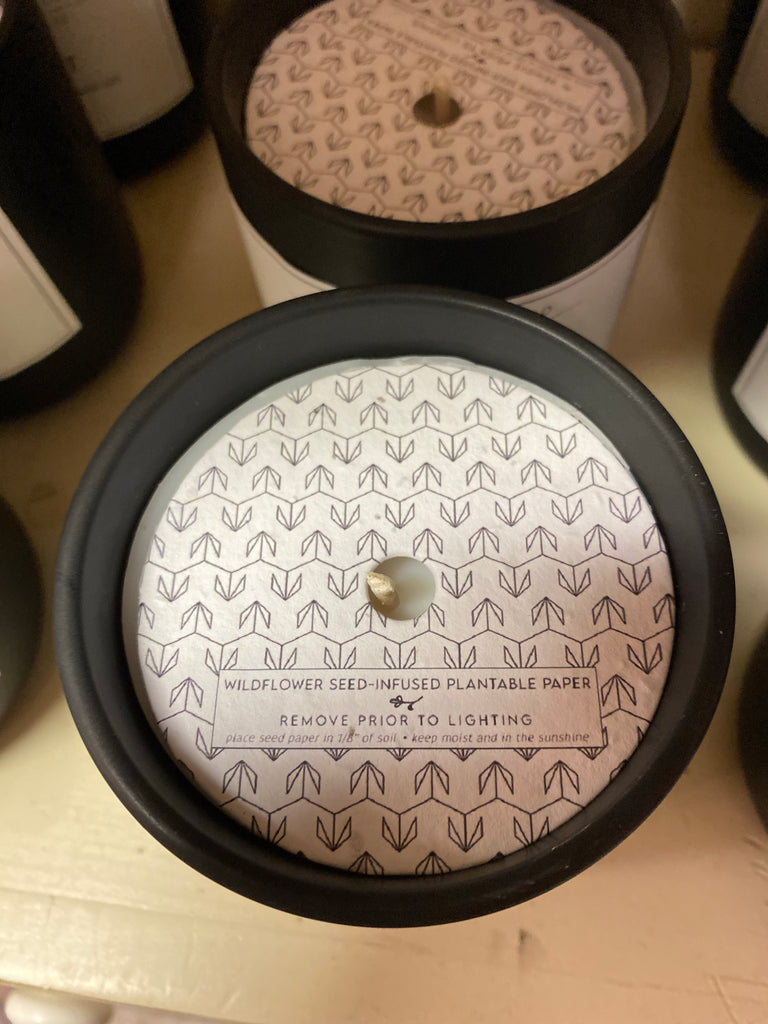 WILDFLOWER SEED-INFUSED PLANTABLE PAPER
REMOVE PRIOR TO LIGHTING
place seed paper in 1/8" of soil • keep moist and in the sunshine